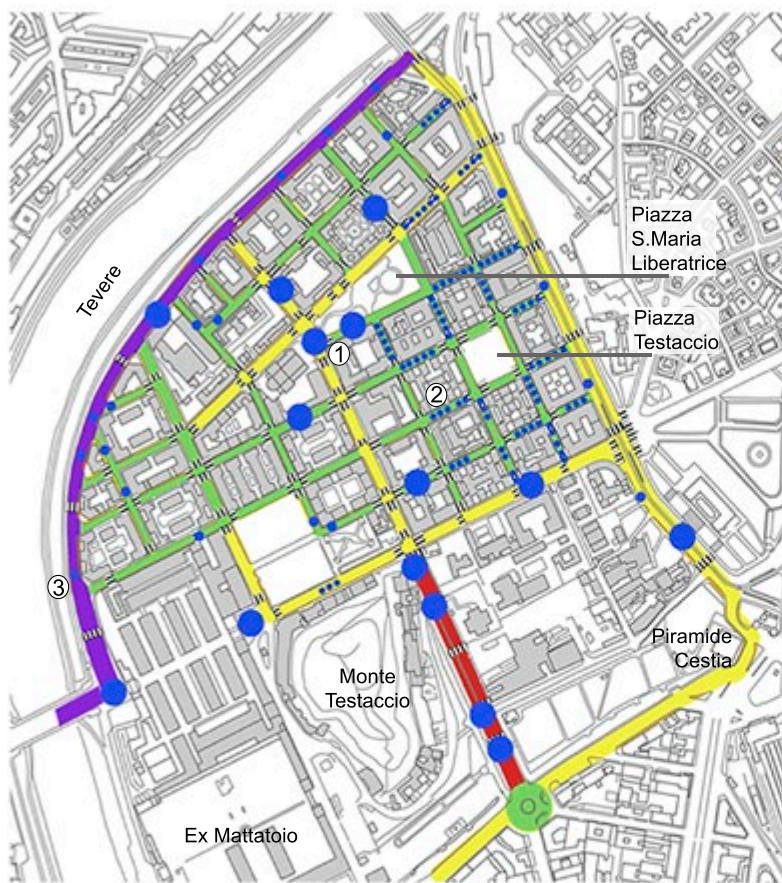 Piazza
S.Maria
Liberatrice
Tevere
Piazza
Testaccio
1
2
3
Piramide
Cestia
Monte
Testaccio
Ex Mattatoio